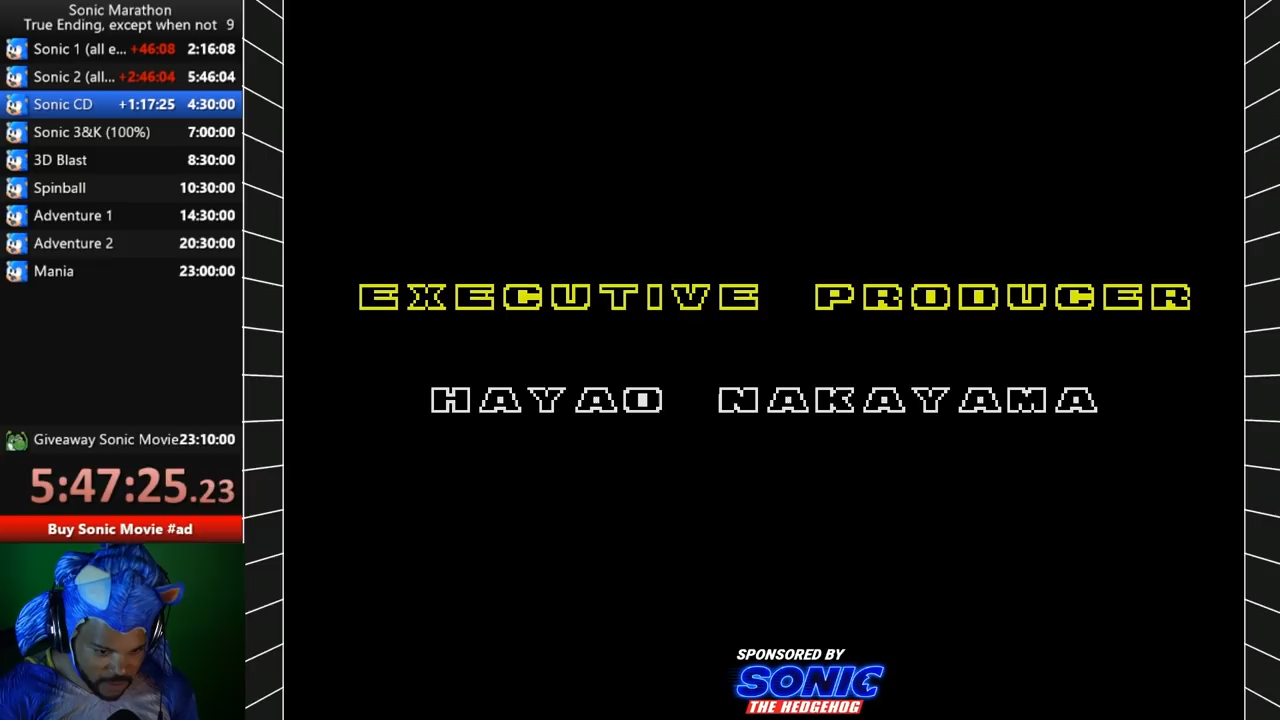 Sonic Marathon
True Ending, except when not 9
Sonic 1 (all e... +46:08 2:16:08
Sonic 2 (all... +2:46:04 5:46:04
Sonic CD +1:17:25 4:30:00
Sonic 3&K (100%) 7:00:00
3D Blast 8:30:00
Spinball 10:30:00
Adventure 1 14:30:00
Adventure 2 20:30:00
Mania 23:00:00
Giveaway Sonic Movie 23:10:00
5:47:25.23
Buy Sonic Movie #ad
EXECUTIVE PRODUCER
HAYAO NAKAYAMA
SPONSORED BY
SONIC
THE HEDGEHOG